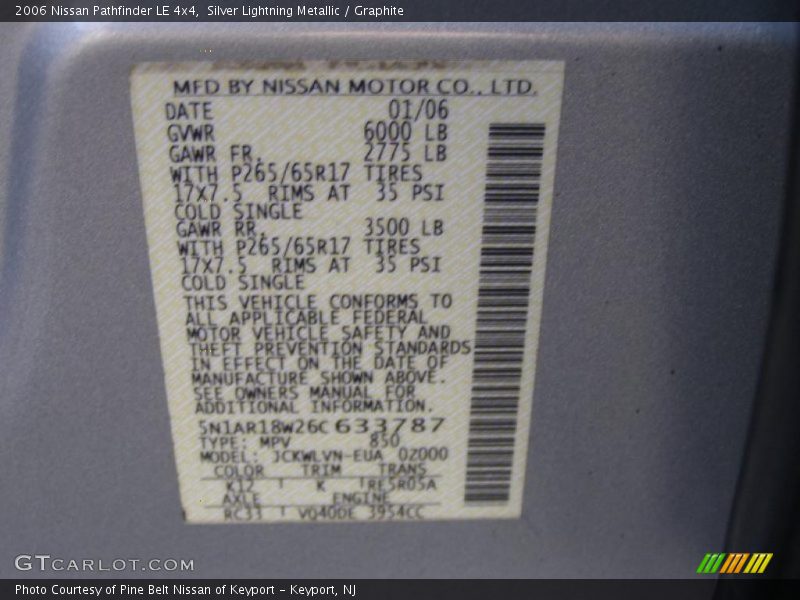 2006 Nissan Pathfinder LE 4x4,  Silver Lightning Metallic / Graphite
MFD BY NISSAN MOTOR CO., LTD.
DATE 01/06
GVWR 6000 LB
GAWR FR. 2775 LB
WITH P265/65R17 TIRES
17X7.5 RIMS AT 35 PSI
COLD SINGLE
GAWR RR. 3500 LB
WITH P265/65R17 TIRES
17X7.5 RIMS AT 35 PSI
COLD SINGLE
THIS VEHICLE CONFORMS TO
ALL APPLICABLE FEDERAL
MOTOR VEHICLE SAFETY AND
THEFT PREVENTION STANDARDS
IN EFFECT ON THE DATE OF
MANUFACTURE SHOWN ABOVE.
SEE OWNERS MANUAL FOR
ADDITIONAL INFORMATION.
5N1AR18W26C633787
TYPE: MPV 850
MODEL: JCKWLVN-EUA 02000
COLOR TRIM TRANS
K12 K RE5R05A
AXLE ENGINE
RC33 VQ40DE 3954CC
GTCARLOT.COM
Photo Courtesy of Pine Belt Nissan of Keyport – Keyport, NJ